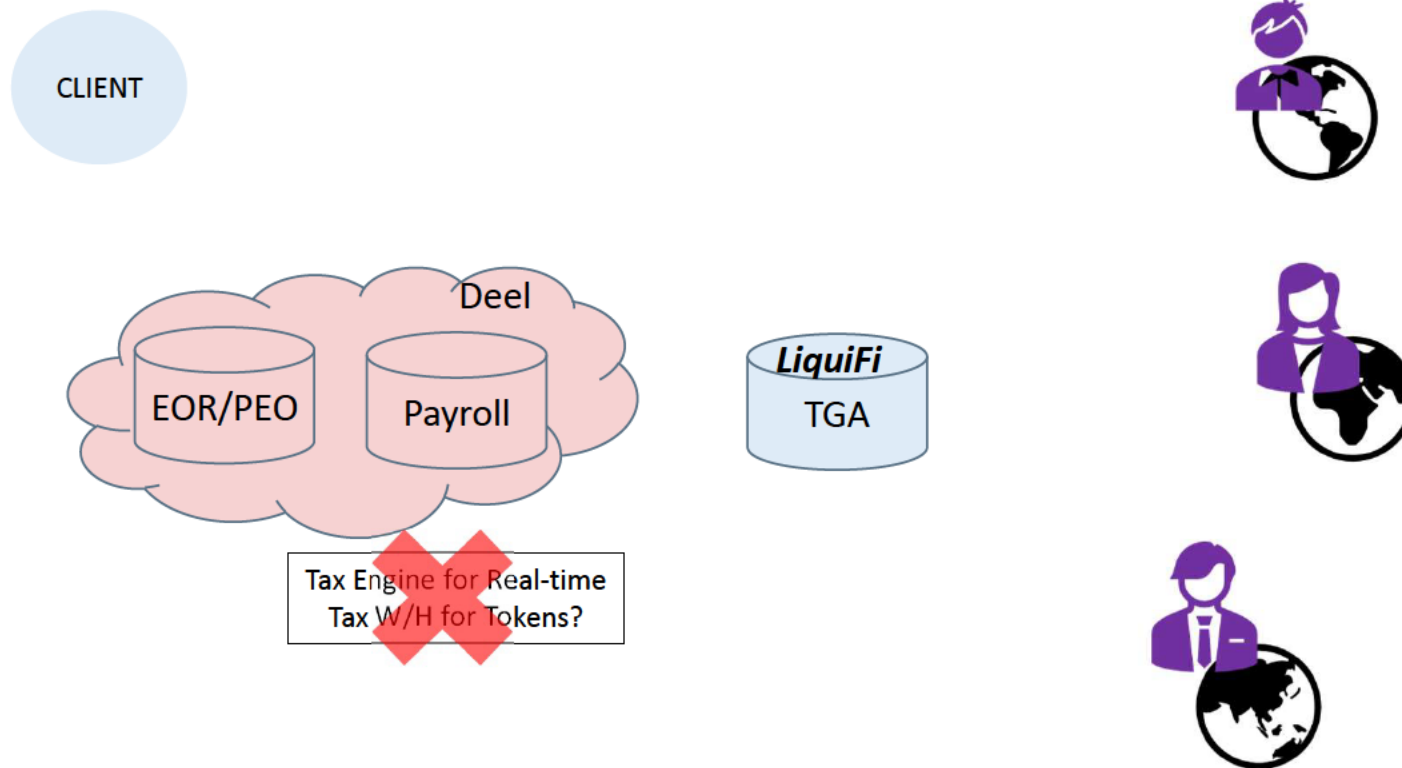 CLIENT
Deel
EOR/PEO
Payroll
LiquiFi
TGA
Tax Engine for Real-time
Tax W/H for Tokens?